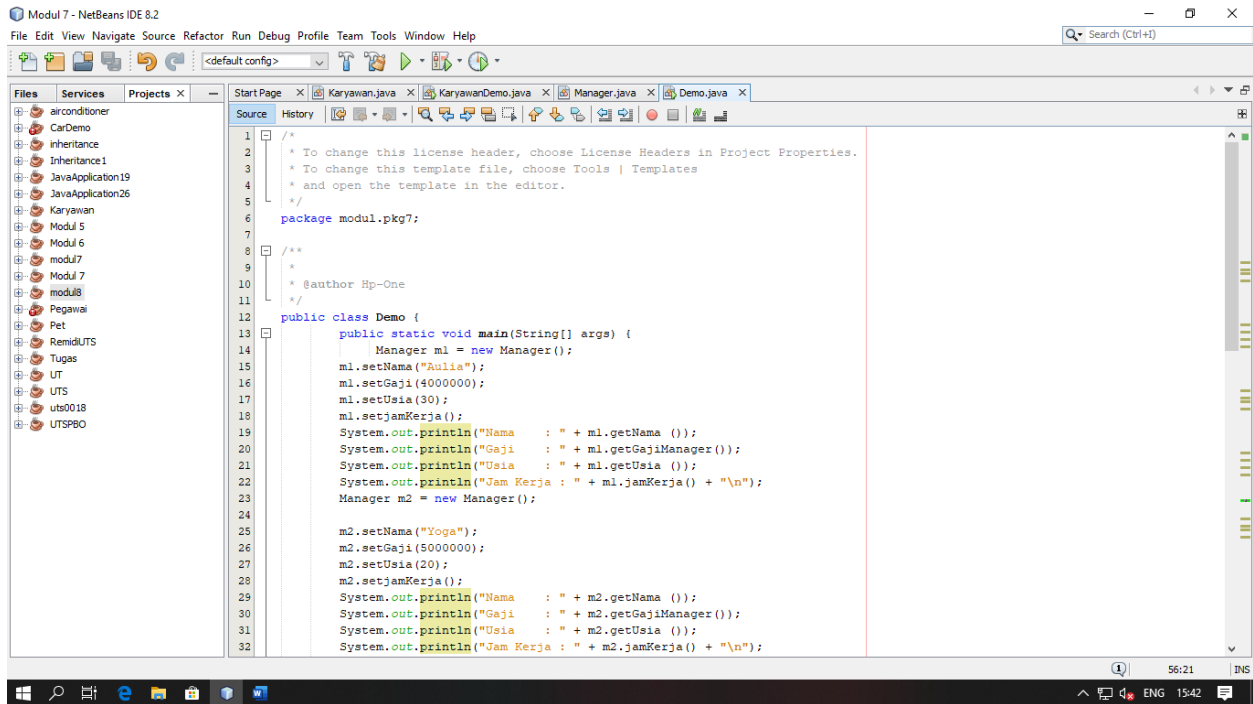 Modul 7 - NetBeans IDE 8.2
File Edit View Navigate Source Refactor Run Debug Profile Team Tools Window Help
Search (Ctrl+I)
<default config>
Files Services Projects
Start Page Karyawan.java KaryawanDemo.java Manager.java Demo.java
airconditioner
CarDemo
inheritance
Inheritance1
JavaApplication19
JavaApplication26
Karyawan
Modul 5
Modul 6
modul7
Modul 7
modul8
Pegawai
Pet
RemidiUTS
Tugas
UT
UTS
uts0018
UTSPBO
Source History
1 /*
2 * To change this license header, choose License Headers in Project Properties.
3 * To change this template file, choose Tools | Templates
4 * and open the template in the editor.
5 */
6 package modul.pkg7;
7
8 /**
9 *
10 * @author Hp-One
11 */
12 public class Demo {
13 public static void main(String[] args) {
14 Manager m1 = new Manager();
15 m1.setNama("Aulia");
16 m1.setGaji(4000000);
17 m1.setUsia(30);
18 m1.setjamKerja();
19 System.out.println("Nama    : " + m1.getNama ());
20 System.out.println("Gaji    : " + m1.getGajiManager());
21 System.out.println("Usia    : " + m1.getUsia ());
22 System.out.println("Jam Kerja : " + m1.jamKerja() + "\n");
23 Manager m2 = new Manager();
24
25 m2.setNama("Yoga");
26 m2.setGaji(5000000);
27 m2.setUsia(20);
28 m2.setjamKerja();
29 System.out.println("Nama    : " + m2.getNama ());
30 System.out.println("Gaji    : " + m2.getGajiManager());
31 System.out.println("Usia    : " + m2.getUsia ());
32 System.out.println("Jam Kerja : " + m2.jamKerja() + "\n");
1 56:21 INS
ENG 15:42